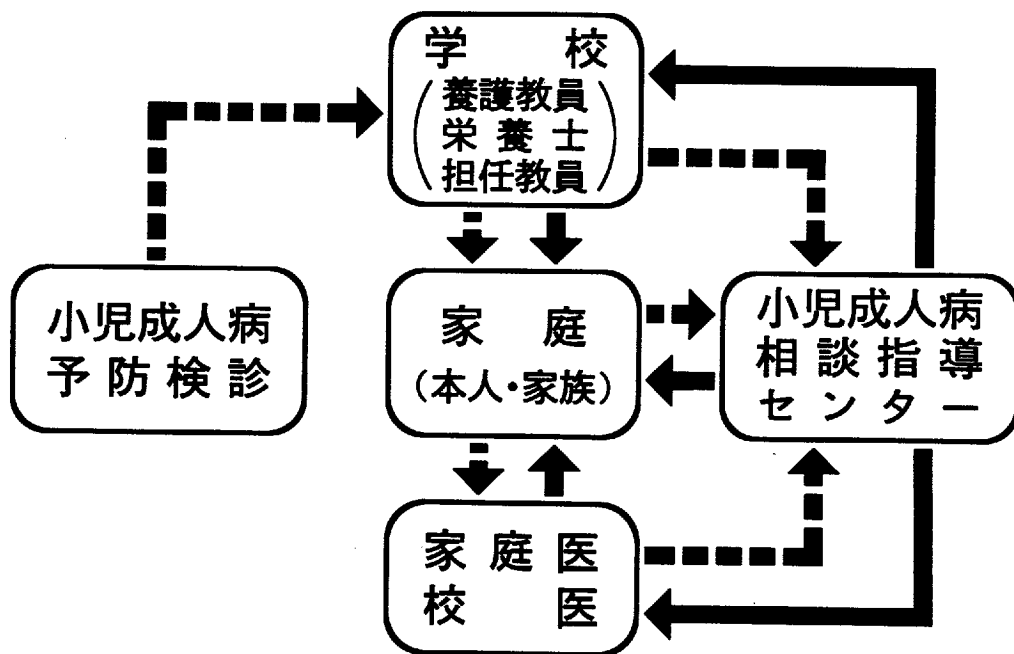 学校
(養護教員
栄養士
担任教員)
小児成人病
予防検診
家庭
(本人・家族)
小児成人病
相談指導
センター
家庭医
校医